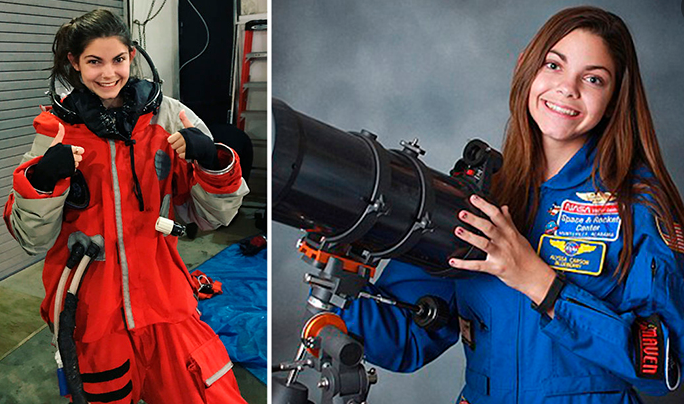 NASA
Space & Rocket
Center
HUNTSVILLE, ALABAMA
ALYSSA CARSON
BLUEBERRY
MAVEN